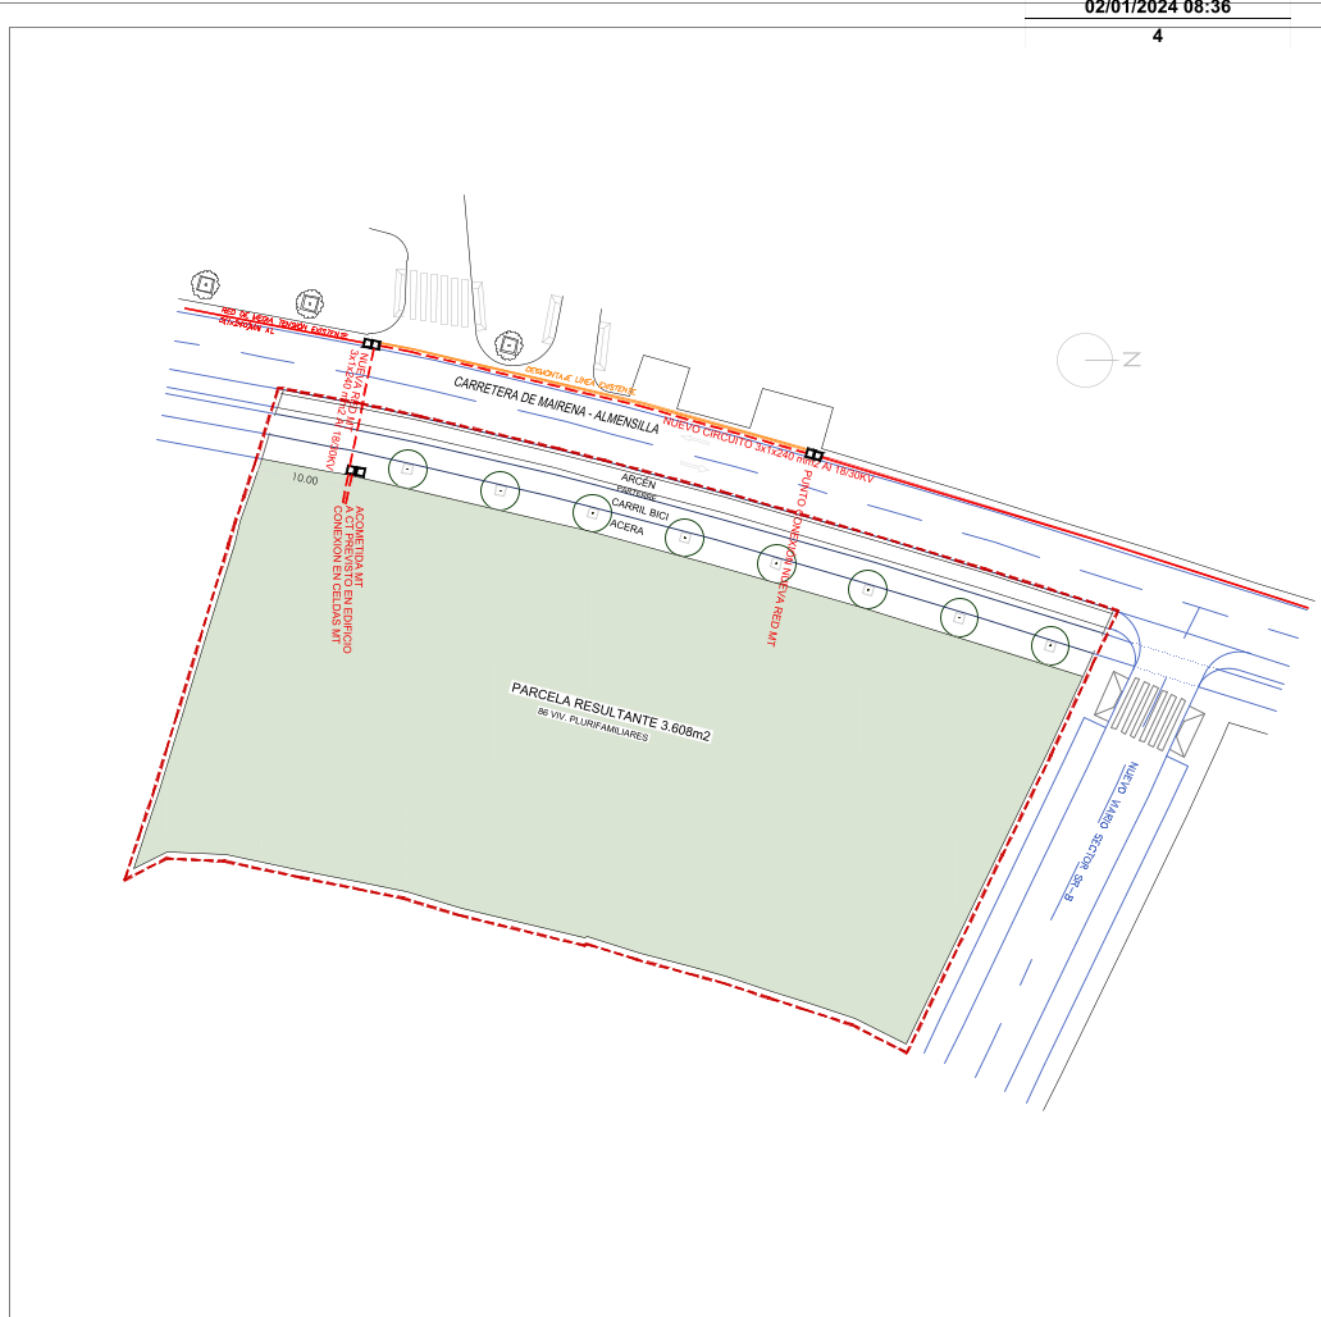 02/01/2024 08:36
4
RED DE MEDIA TENSIÓN EXISTENTE
NUEVA RED MT
3x1x240 mm2 Al 18/30KV
DESMONTAJE LÍNEA EXISTENTE
CARRETERA DE MAIRENA - ALMENSILLA
NUEVO CIRCUITO 3x1x240 mm2 Al 18/30KV
N
PUNTO CONEXION NUEVA RED MT
ARCÉN
PARTERRE
CARRIL BICI
ACERA
10.00
ACOMETIDA MT
A CT PREVISTO EN EDIFICIO
CONEXION EN CELDAS MT
PARCELA RESULTANTE 3.608m2
86 VIV. PLURIFAMILIARES
NUEVO VIARIO SECTOR SR-8